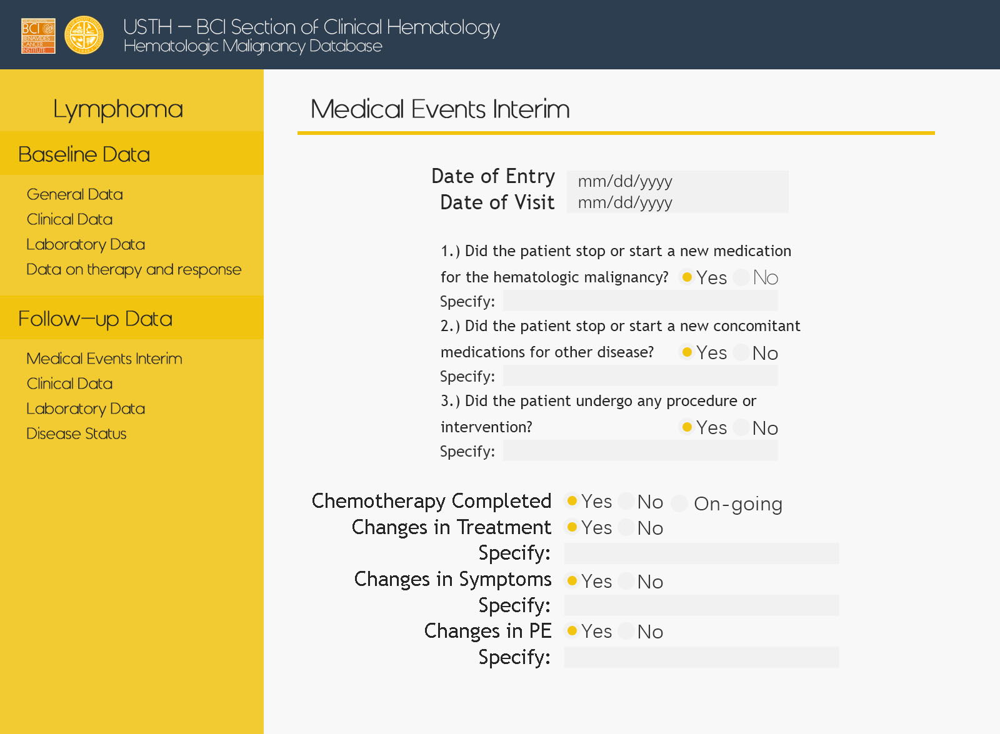 BCI
BENAVIDES
CANCER
INSTITUTE
USTH – BCI Section of Clinical Hematology
Hematologic Malignancy Database
Lymphoma
Baseline Data
General Data
Clinical Data
Laboratory Data
Data on therapy and response
Follow-up Data
Medical Events Interim
Clinical Data
Laboratory Data
Disease Status
Medical Events Interim
Date of Entry mm/dd/yyyy
Date of Visit mm/dd/yyyy
1.) Did the patient stop or start a new medication
for the hematologic malignancy? Yes No
Specify:
2.) Did the patient stop or start a new concomitant
medications for other disease? Yes No
Specify:
3.) Did the patient undergo any procedure or
intervention? Yes No
Specify:
Chemotherapy Completed Yes No On-going
Changes in Treatment Yes No
Specify:
Changes in Symptoms Yes No
Specify:
Changes in PE Yes No
Specify: